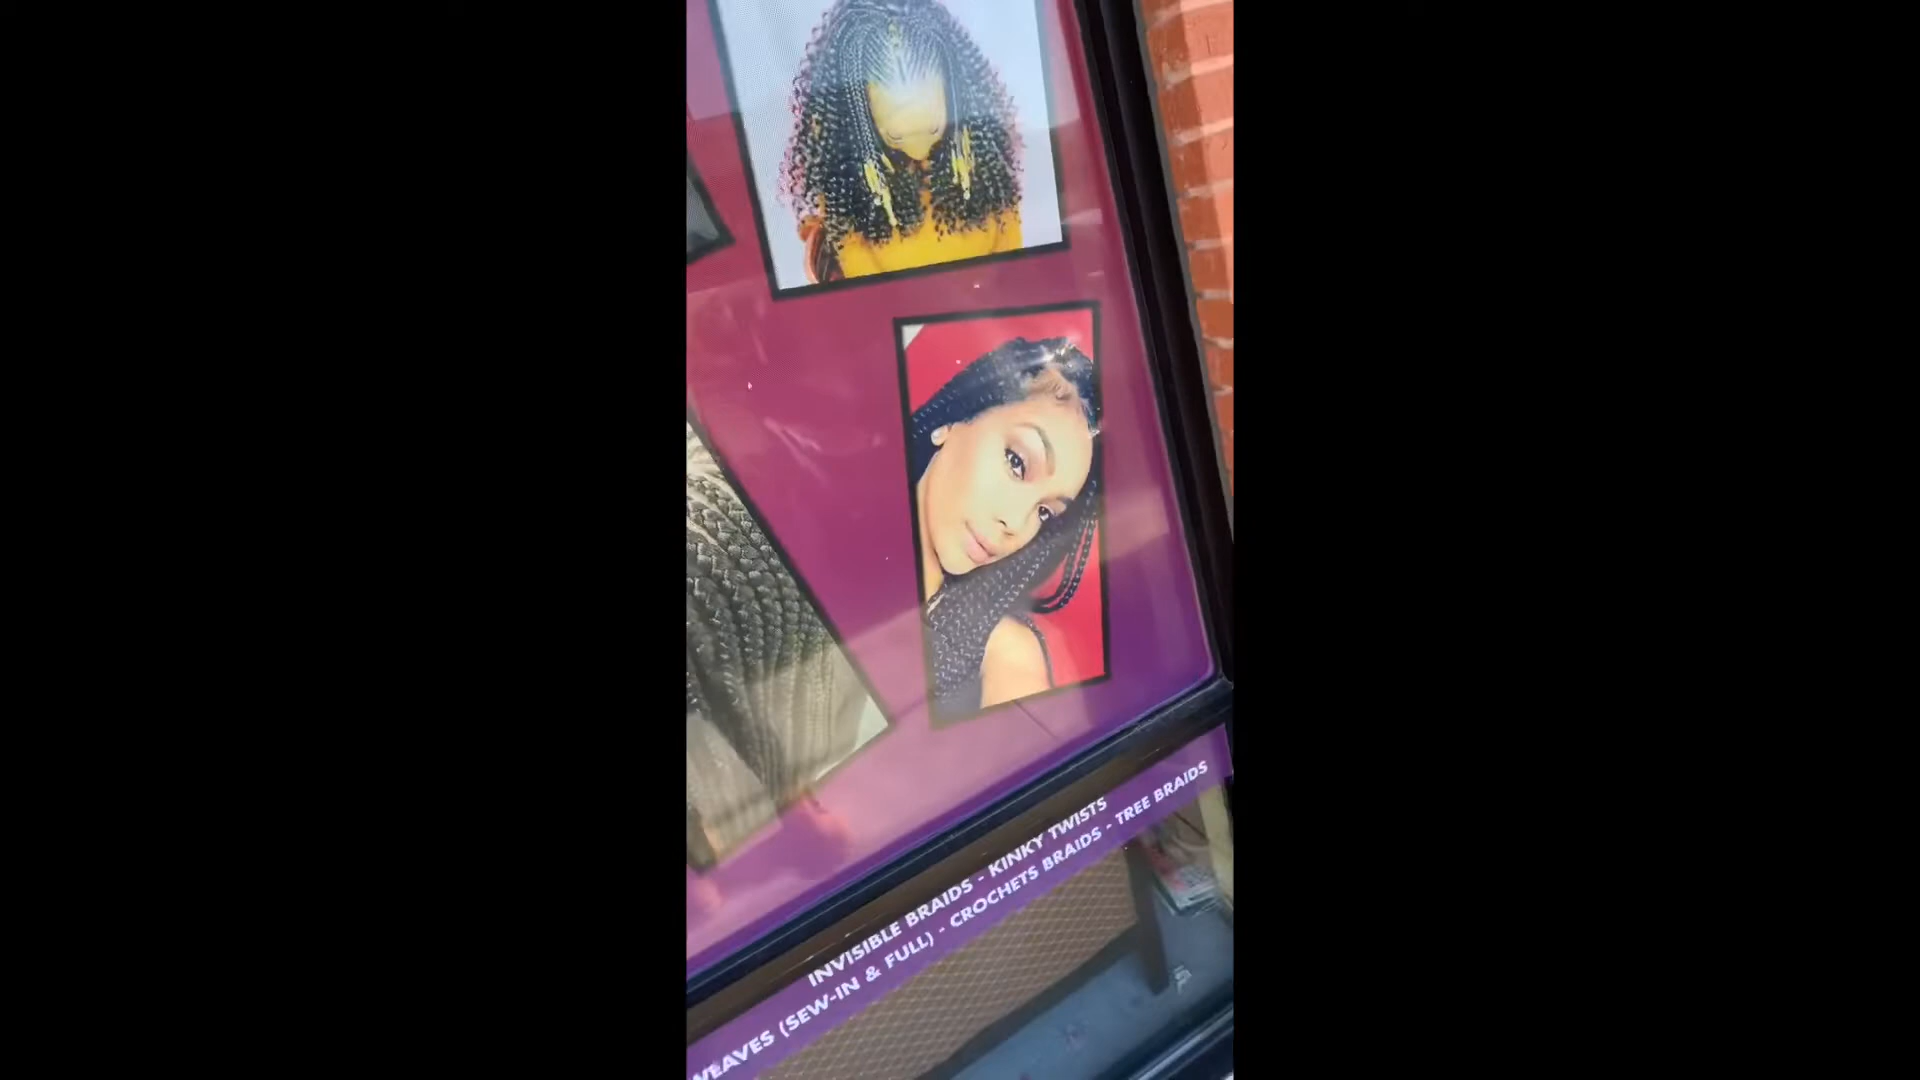 INVISIBLE BRAIDS - KINKY TWISTS
WEAVES (SEW-IN & FULL) - CROCHETS BRAIDS - TREE BRAIDS